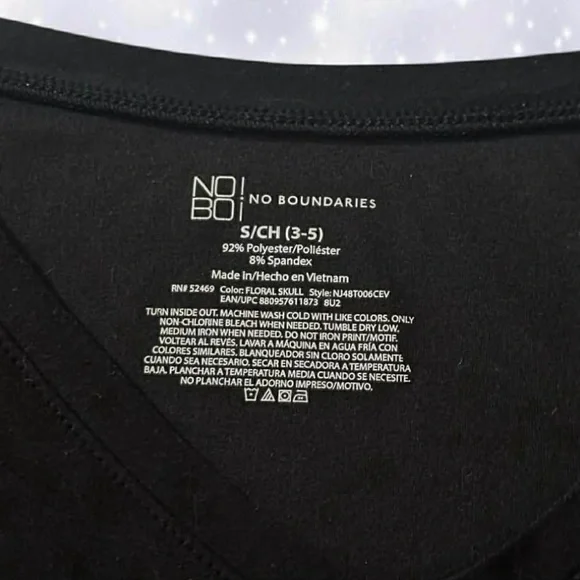 NO!
BO¡
NO BOUNDARIES
S/CH (3-5)
92% Polyester/Poliéster
8% Spandex
Made In/Hecho en Vietnam
RN# 52469 Color: FLORAL SKULL Style: NJ48T006CEV
EAN/UPC 880957611873 8U2
TURN INSIDE OUT. MACHINE WASH COLD WITH LIKE COLORS. ONLY
NON-CHLORINE BLEACH WHEN NEEDED. TUMBLE DRY LOW.
MEDIUM IRON WHEN NEEDED. DO NOT IRON PRINT/MOTIF.
VOLTEAR AL REVÉS. LAVAR A MÁQUINA EN AGUA FRÍA CON
COLORES SIMILARES. BLANQUEADOR SIN CLORO SOLAMENTE
CUANDO SEA NECESARIO. SECAR EN SECADORA A TEMPERATURA
BAJA. PLANCHAR A TEMPERATURA MEDIA CUANDO SE NECESITE.
NO PLANCHAR EL ADORNO IMPRESO/MOTIVO.